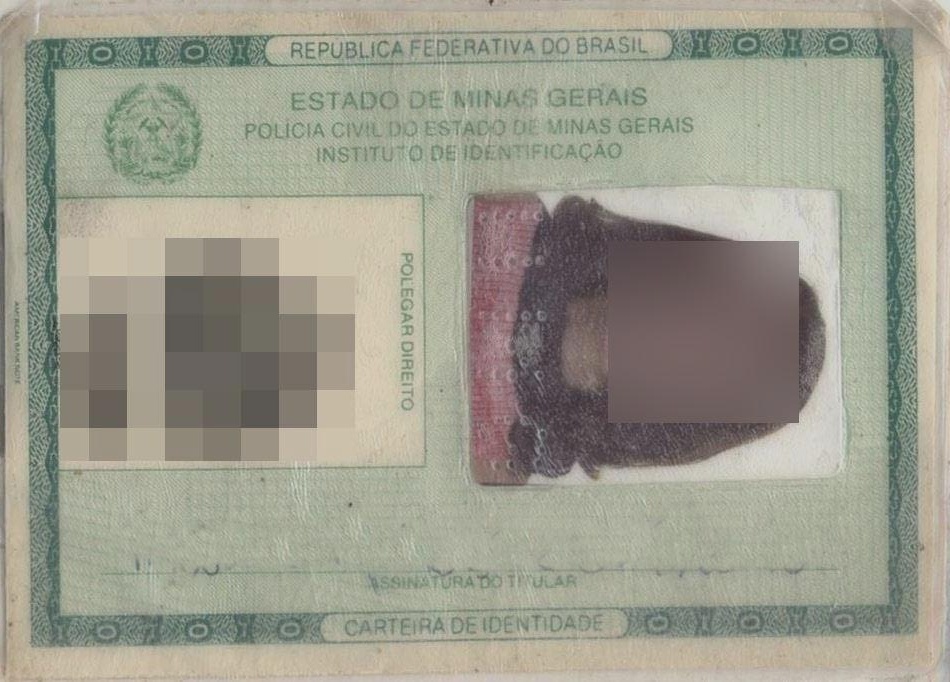 REPÚBLICA FEDERATIVA DO BRASIL
ESTADO DE MINAS GERAIS
POLÍCIA CIVIL DO ESTADO DE MINAS GERAIS
INSTITUTO DE IDENTIFICAÇÃO
POLEGAR DIREITO
ASSINATURA DO TITULAR
CARTEIRA DE IDENTIDADE